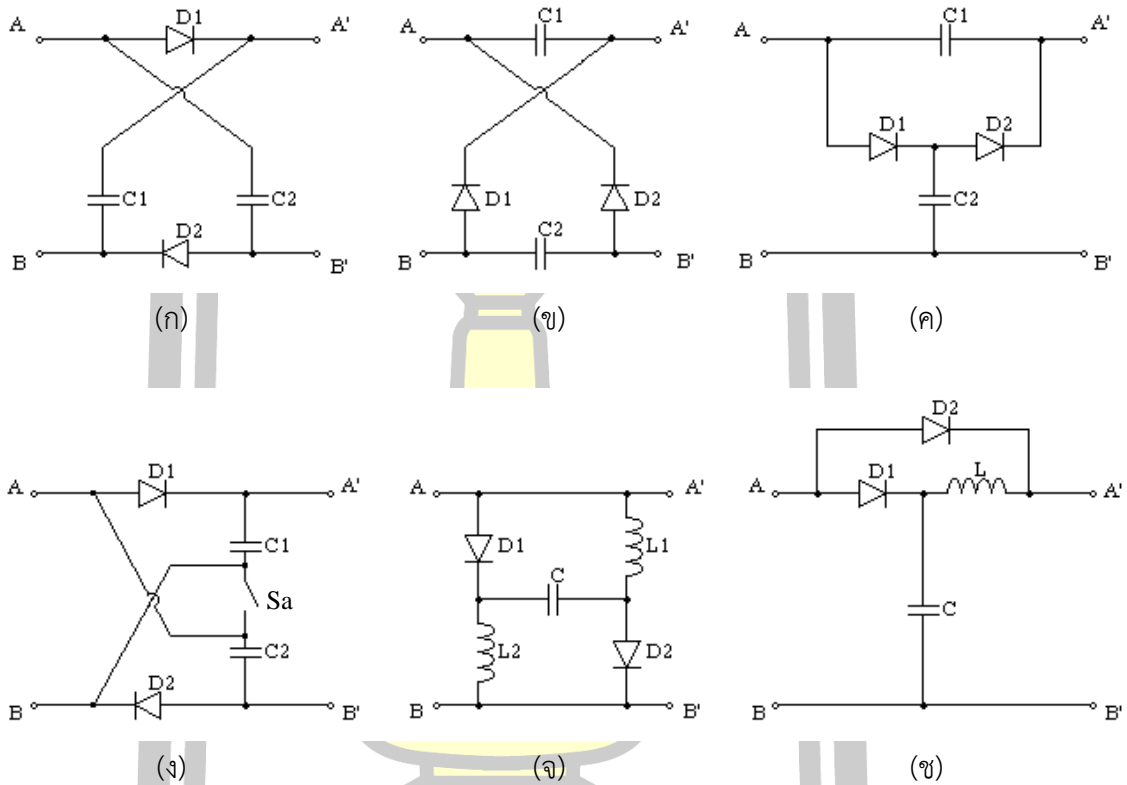 D1
A A'
C1 C2
D2
B B'
(ก)
C1
A A'
D1 D2
C2
B B'
(ข)
C1
A A'
D1 D2
C2
B B'
(ค)
D1
A A'
C1
Sa
C2
D2
B B'
(ง)
A A'
D1 L1
C
L2 D2
B B'
(จ)
D2
D1 L
A A'
C
B B'
(ช)